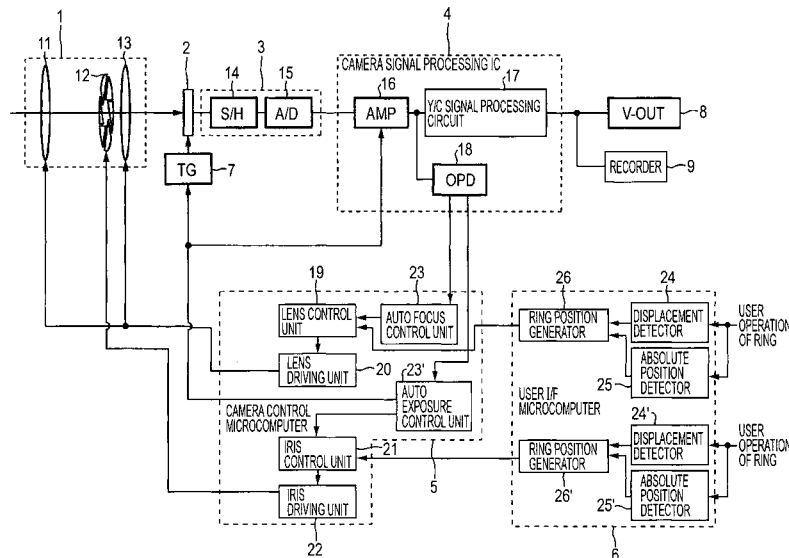 1
11
13
12
2
3
14
15
S/H
A/D
TG
7
4
CAMERA SIGNAL PROCESSING IC
16
17
AMP
Y/C SIGNAL PROCESSING
CIRCUIT
18
OPD
V-OUT
8
RECORDER
9
19
23
LENS CONTROL
UNIT
AUTO FOCUS
CONTROL UNIT
LENS
DRIVING UNIT
20
23'
AUTO
EXPOSURE
CONTROL UNIT
CAMERA CONTROL
MICROCOMPUTER
IRIS
CONTROL UNIT
21
5
IRIS
DRIVING UNIT
22
26
24
RING POSITION
GENERATOR
DISPLACEMENT
DETECTOR
USER
OPERATION
OF RING
ABSOLUTE
POSITION
DETECTOR
25
USER I/F
MICROCOMPUTER
24'
RING POSITION
GENERATOR
26'
DISPLACEMENT
DETECTOR
USER
OPERATION
OF RING
ABSOLUTE
POSITION
DETECTOR
25'
6